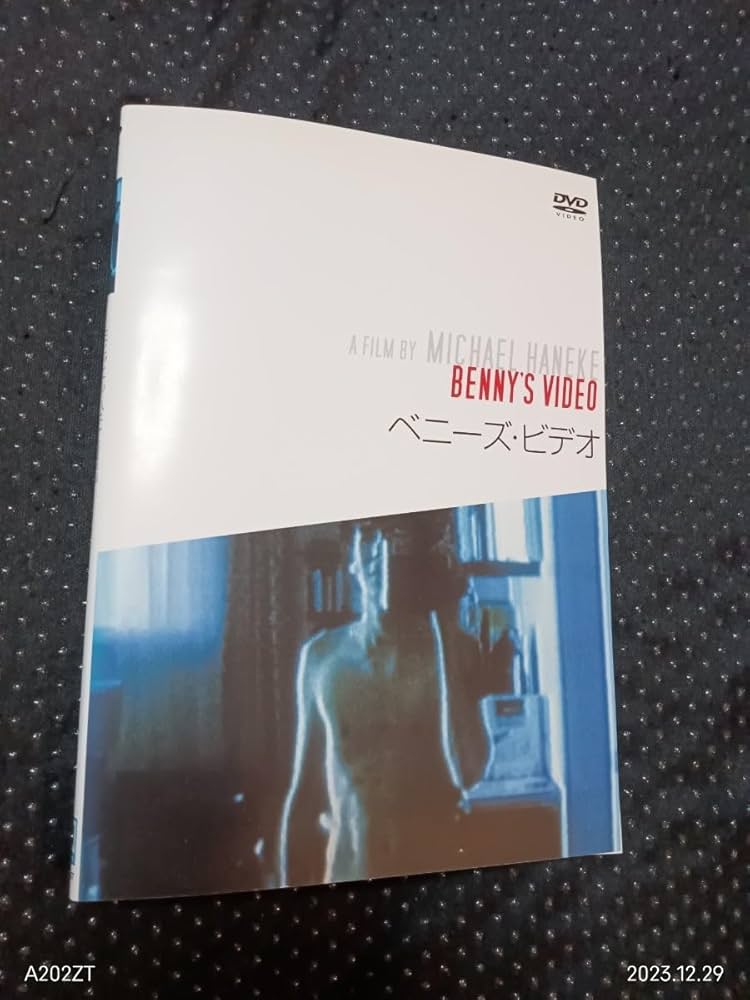 DVD
VIDEO
A FILM BY MICHAEL HANEKE
BENNY'S VIDEO
ベニーズ・ビデオ
A202ZT
2023.12.29